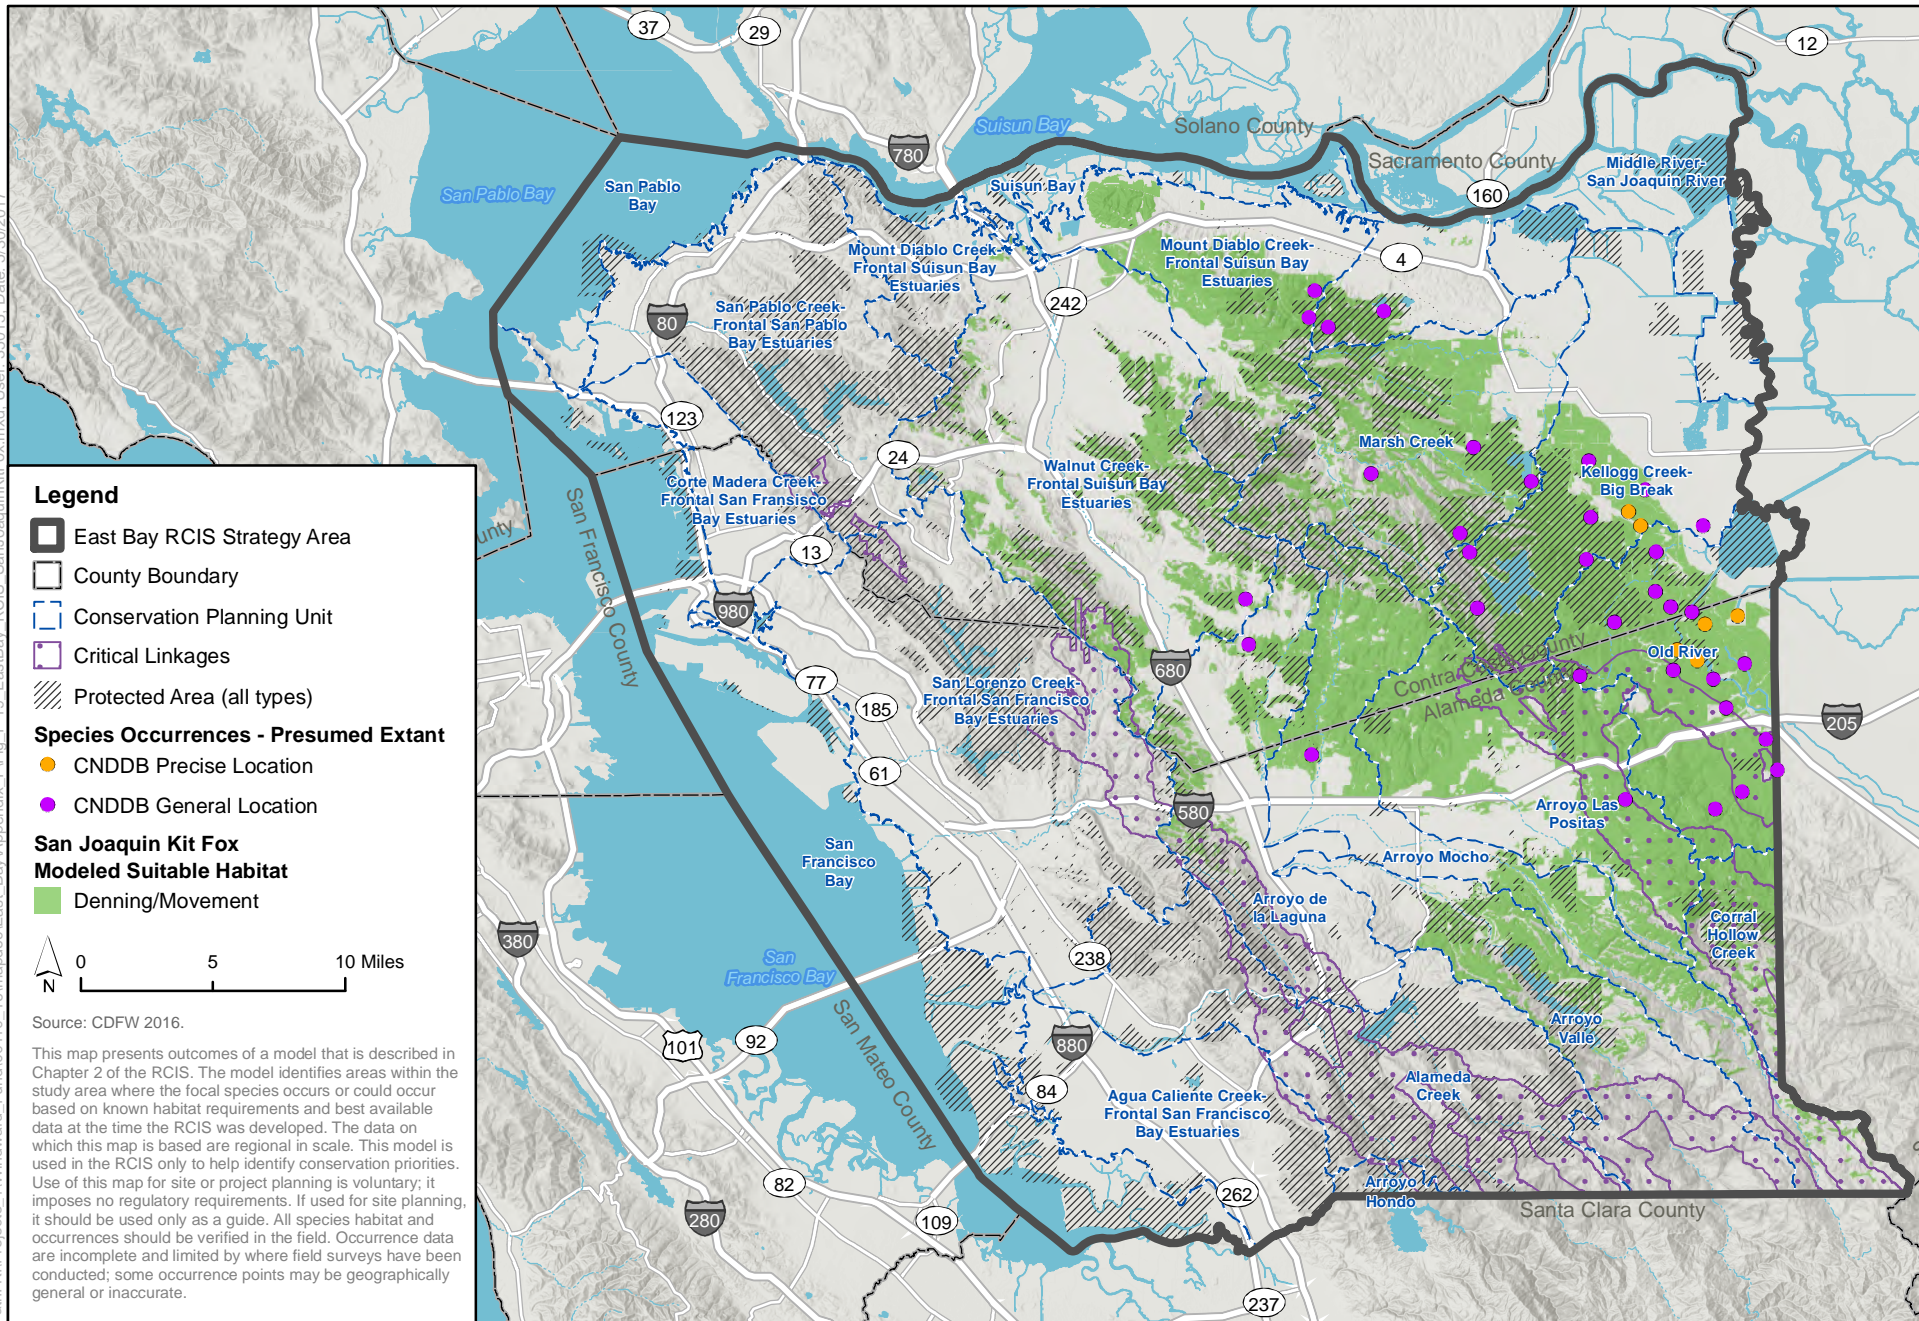 37
29
12
Suisun Bay
Solano County
780
Sacramento County
Middle River-
San Joaquin River
San Pablo Bay
San Pablo
Bay
Suisun Bay
160
Mount Diablo Creek-
Frontal Suisun Bay
Estuaries
Mount Diablo Creek-
Frontal Suisun Bay
Estuaries
4
242
80
San Pablo Creek-
Frontal San Pablo
Bay Estuaries
123
24
Marsh Creek
Walnut Creek-
Frontal Suisun Bay
Estuaries
Kellogg Creek-
Big Break
Corte Madera Creek-
Frontal San Fransisco
Bay Estuaries
13
980
San Francisco County
680
Old River
Contra Costa County
Alameda County
77
185
San Lorenzo Creek-
Frontal San Francisco
Bay Estuaries
205
61
580
Arroyo Las
Positas
San
Francisco
Bay
Arroyo Mocho
Arroyo de
la Laguna
Corral
Hollow
Creek
380
238
San
Francisco Bay
Arroyo
Valle
101
92
880
San Mateo County
84
Alameda
Creek
Agua Caliente Creek-
Frontal San Francisco
Bay Estuaries
82
280
109
262
Arroyo
Hondo
Santa Clara County
237
Legend
East Bay RCIS Strategy Area
County Boundary
Conservation Planning Unit
Critical Linkages
Protected Area (all types)
Species Occurrences - Presumed Extant
CNDDB Precise Location
CNDDB General Location
San Joaquin Kit Fox
Modeled Suitable Habitat
Denning/Movement
N
0 5 10 Miles
Source: CDFW 2016.
This map presents outcomes of a model that is described in
Chapter 2 of the RCIS. The model identifies areas within the
study area where the focal species occurs or could occur
based on known habitat requirements and best available
data at the time the RCIS was developed. The data on
which this map is based are regional in scale. This model is
used in the RCIS only to help identify conservation priorities.
Use of this map for site or project planning is voluntary; it
imposes no regulatory requirements. If used for site planning,
it should be used only as a guide. All species habitat and
occurrences should be verified in the field. Occurrence data
are incomplete and limited by where field surveys have been
conducted; some occurrence points may be geographically
general or inaccurate.